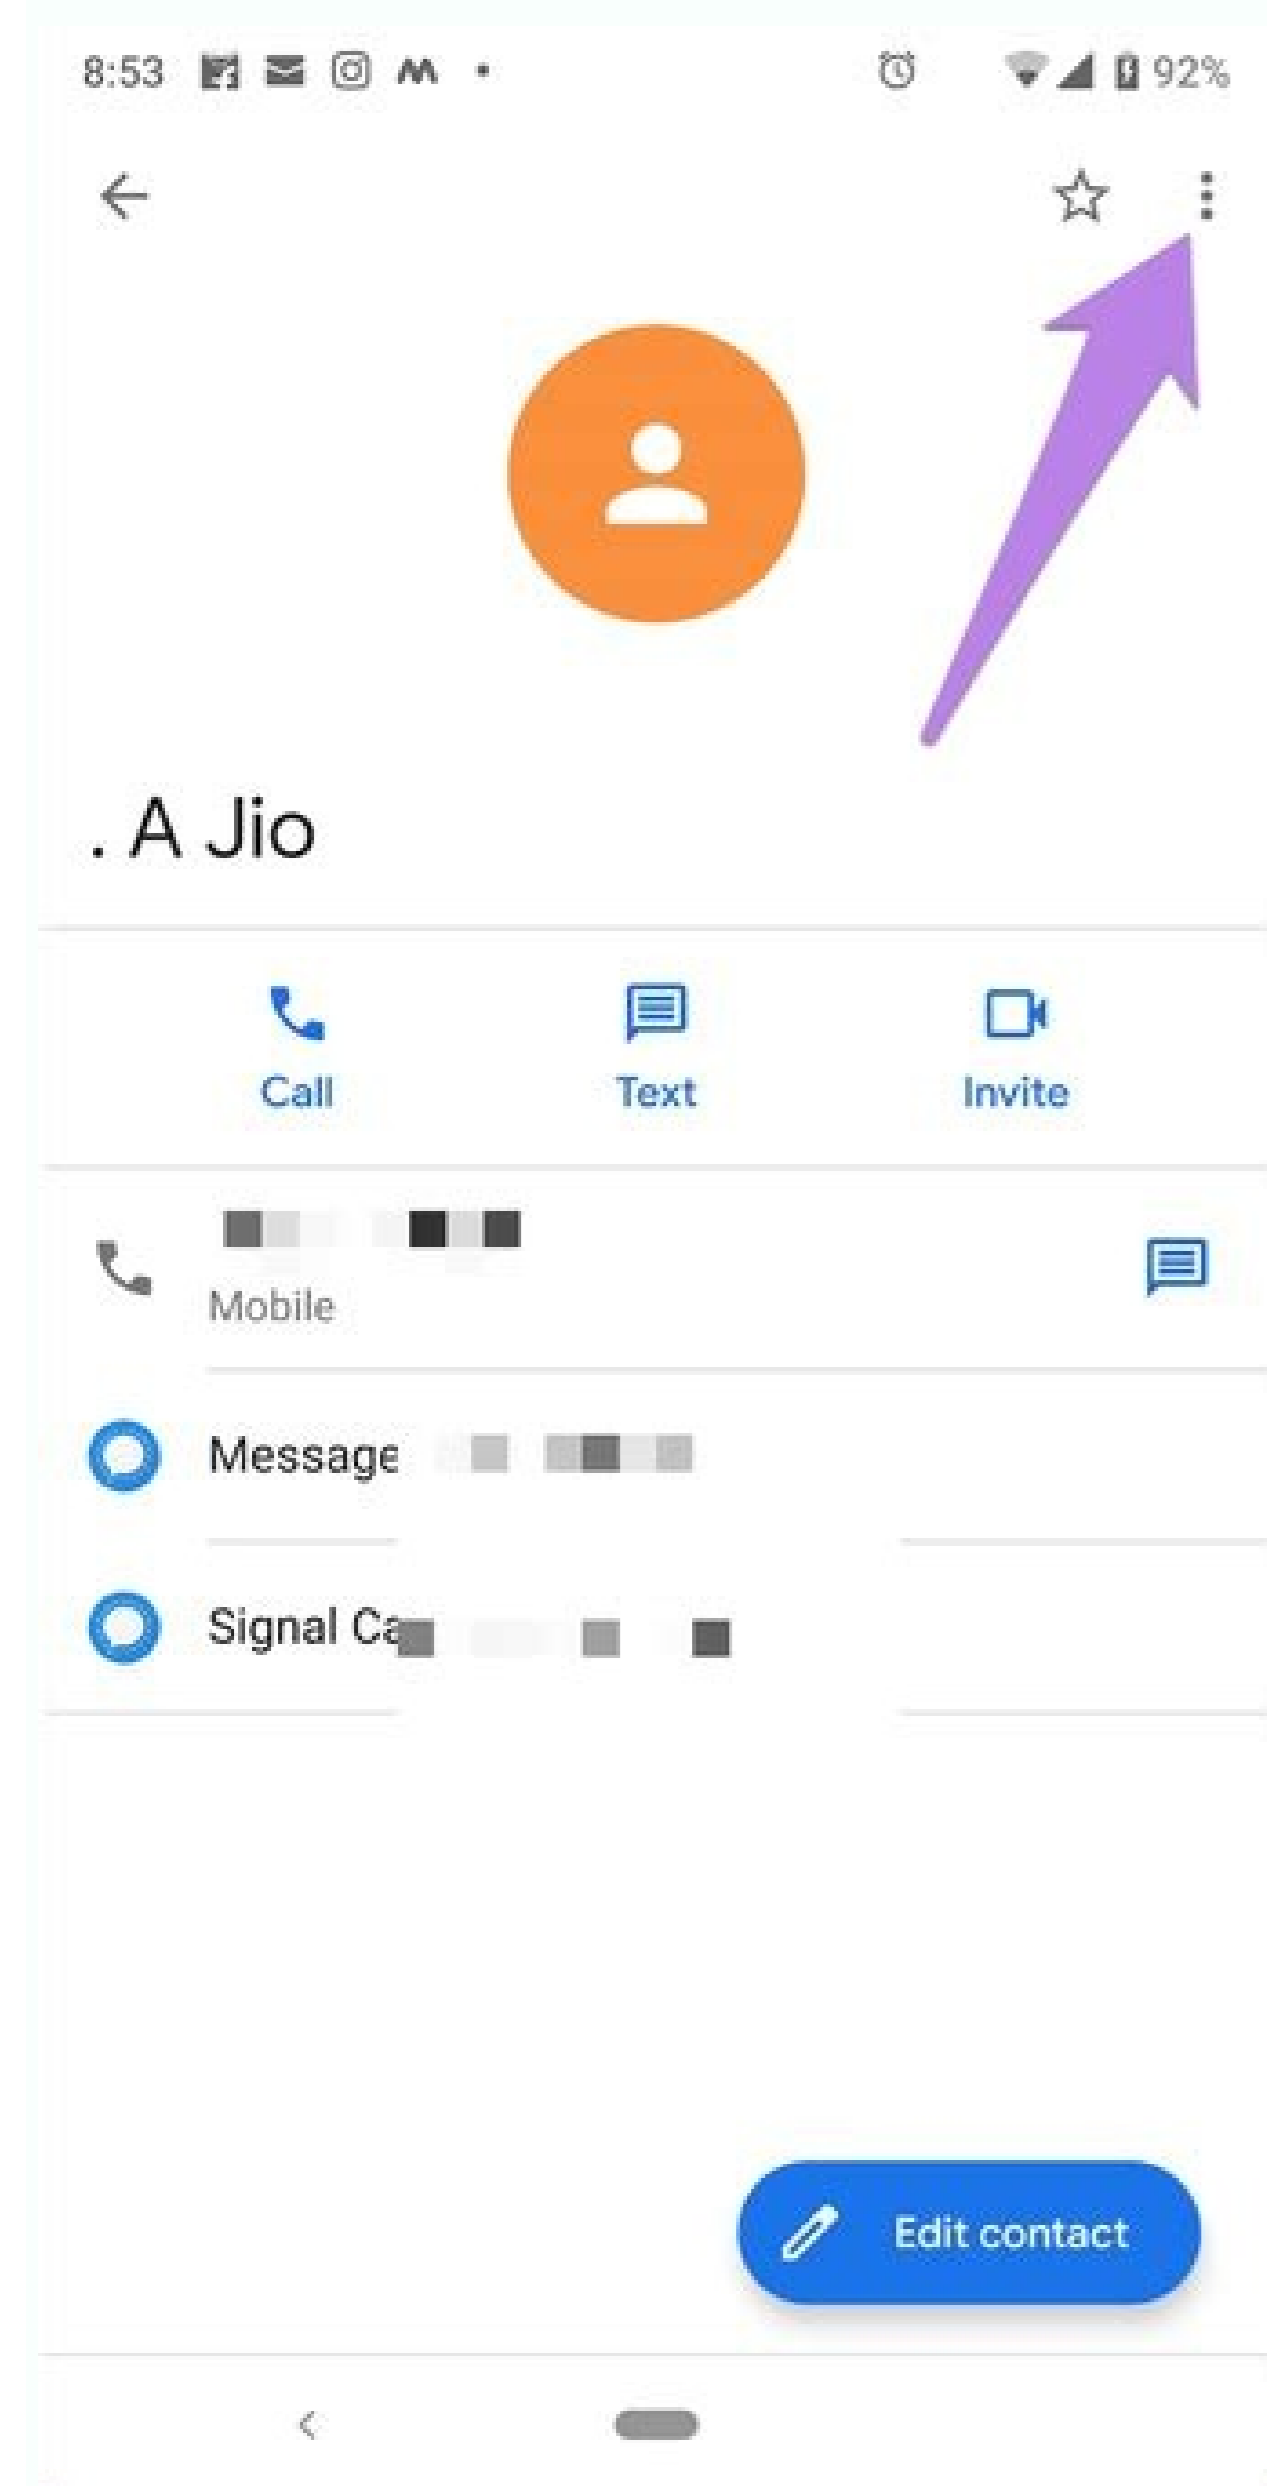 8:53 92%
. A Jio
Call Text Invite
Mobile
Message
Signal Ca
Edit contact